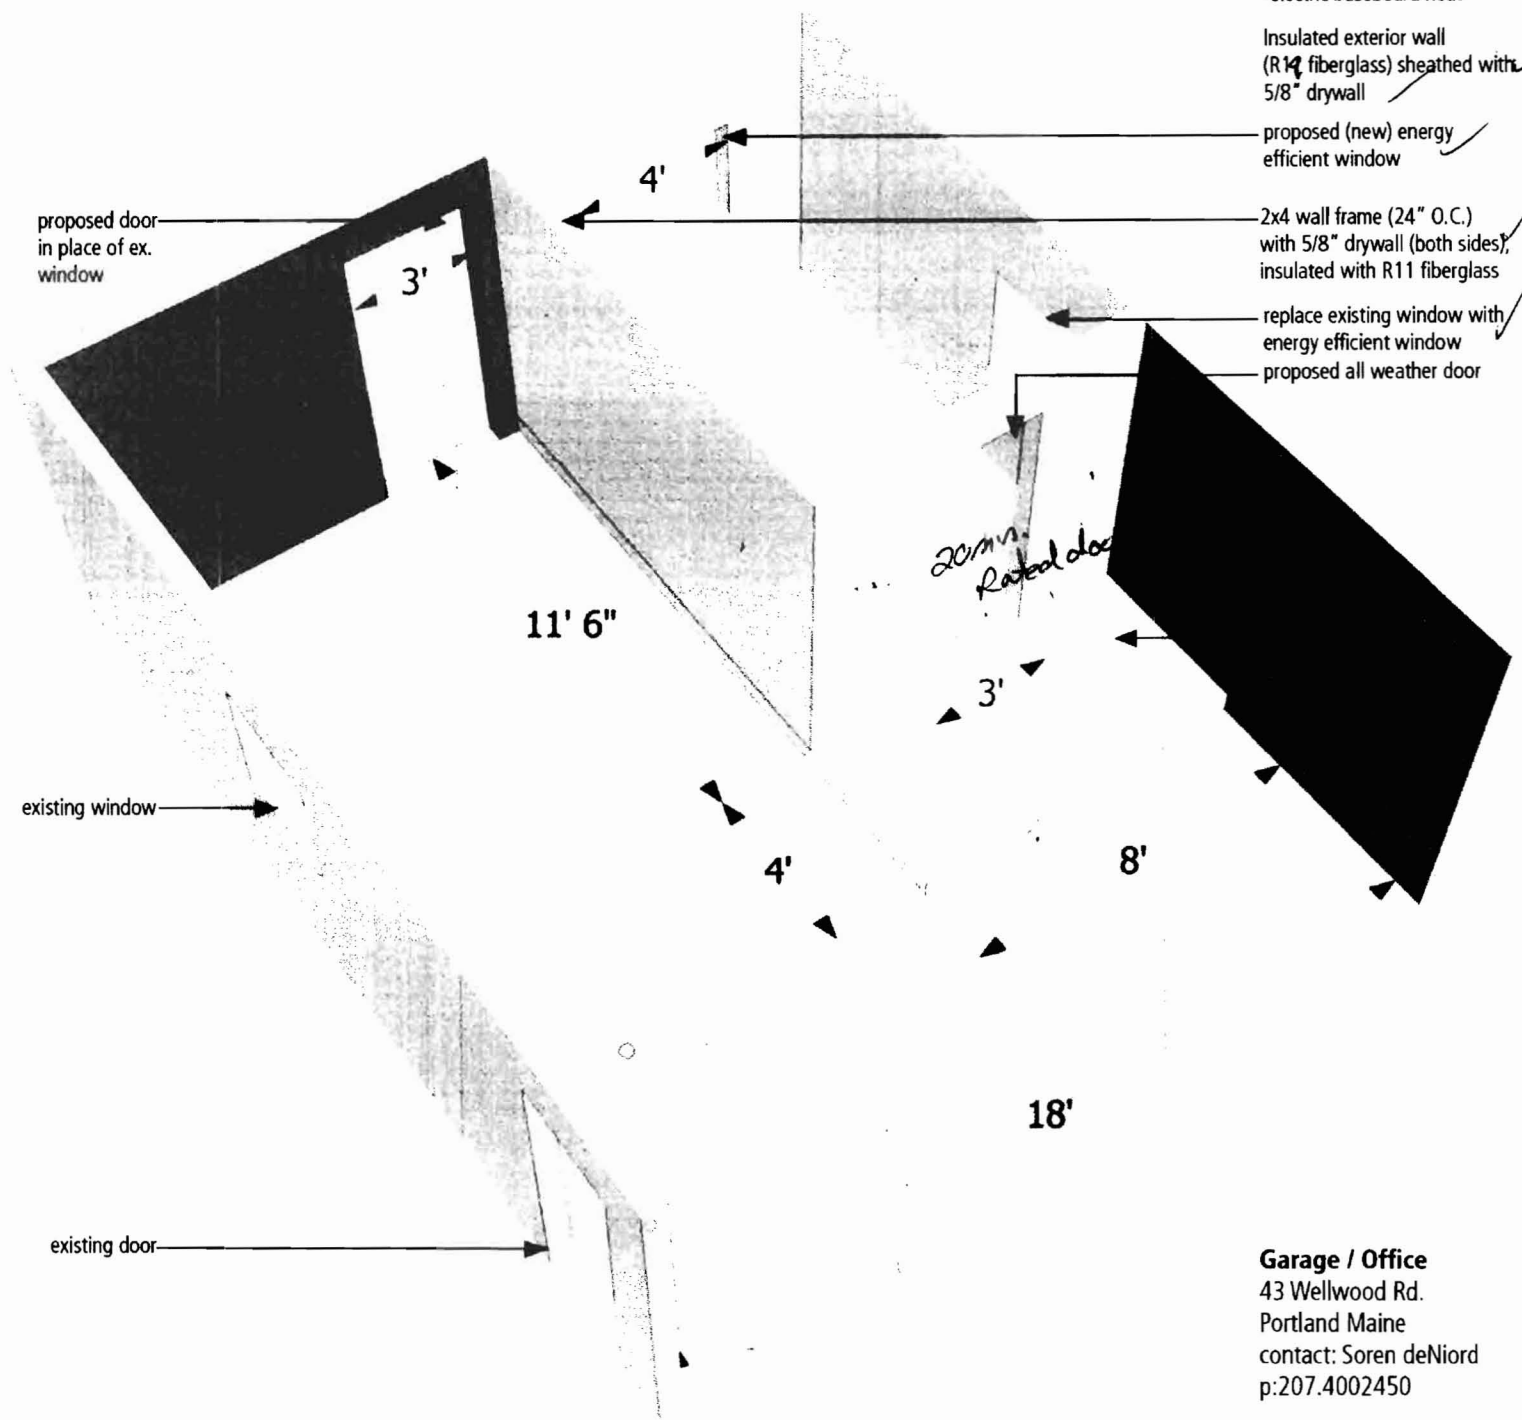 Insulated exterior wall
(R19 fiberglass) sheathed with
5/8" drywall
proposed (new) energy
efficient window
4'
2x4 wall frame (24" O.C.)
with 5/8" drywall (both sides),
insulated with R11 fiberglass
proposed door
in place of ex.
window
3'
replace existing window with
energy efficient window
proposed all weather door
20 min.
Rated door
11' 6"
3'
existing window
4'
8'
18'
existing door
Garage / Office
43 Wellwood Rd.
Portland Maine
contact: Soren deNiord
p:207.4002450